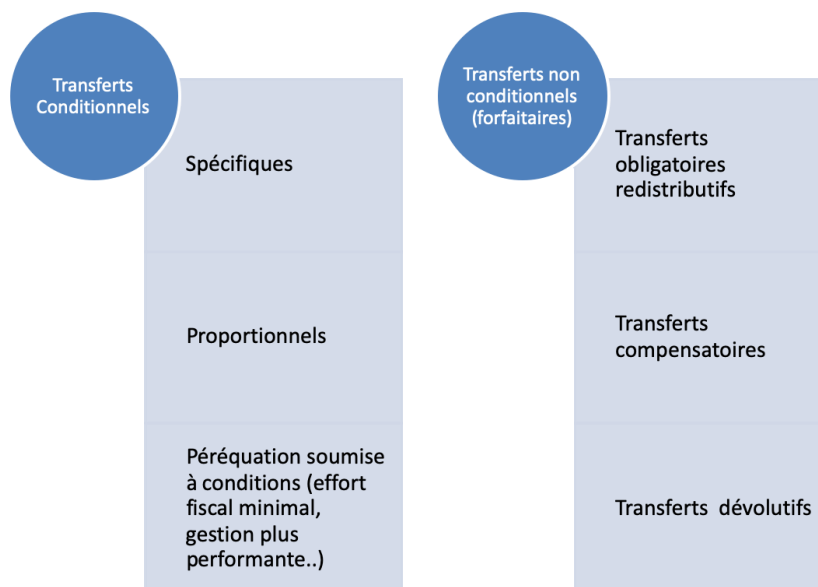 Transferts
Conditionnels
Spécifiques
Proportionnels
Péréquation soumise
à conditions (effort
fiscal minimal,
gestion plus
performante..)
Transferts non
conditionnels
(forfaitaires)
Transferts
obligatoires
redistributifs
Transferts
compensatoires
Transferts dévolutifs